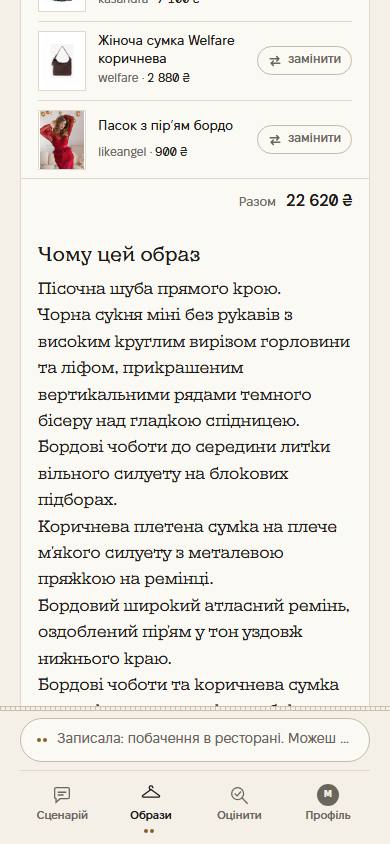 Жіноча сумка Welfare
коричнева
welfare · 2 880 ₴
замінити
Пасок з пір'ям бордо
likeangel · 900 ₴
замінити
Разом 22 620 ₴
Чому цей образ
Пісочна шуба прямого крою.
Чорна сукня міні без рукавів з
високим круглим вирізом горловини
та ліфом, прикрашеним
вертикальними рядами темного
бісеру над гладкою спідницею.
Бордові чоботи до середини литки
вільного силуету на блокових
підборах.
Коричнева плетена сумка на плече
м'якого силуету з металевою
пряжкою на ремінці.
Бордовий широкий атласний ремінь,
оздоблений пір'ям у тон уздовж
нижнього краю.
Бордові чоботи та коричнева сумка
Записала: побачення в ресторані. Можеш ...
Сценарій
Образи
Оцінити
М
Профіль